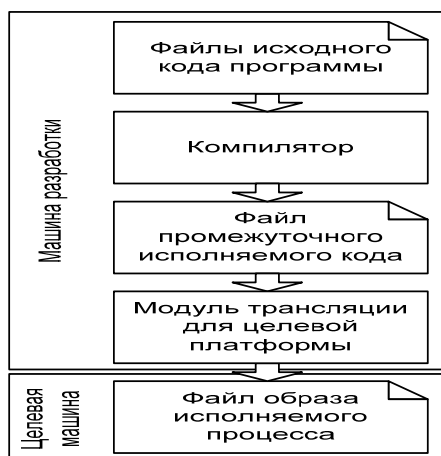 Файлы исходного
кода программы
Компилятор
Файл
промежуточного
исполняемого кода
Модуль трансляции
для целевой
платформы
Машина разработки
Файл образа
исполняемого
процесса
Целевая
машина